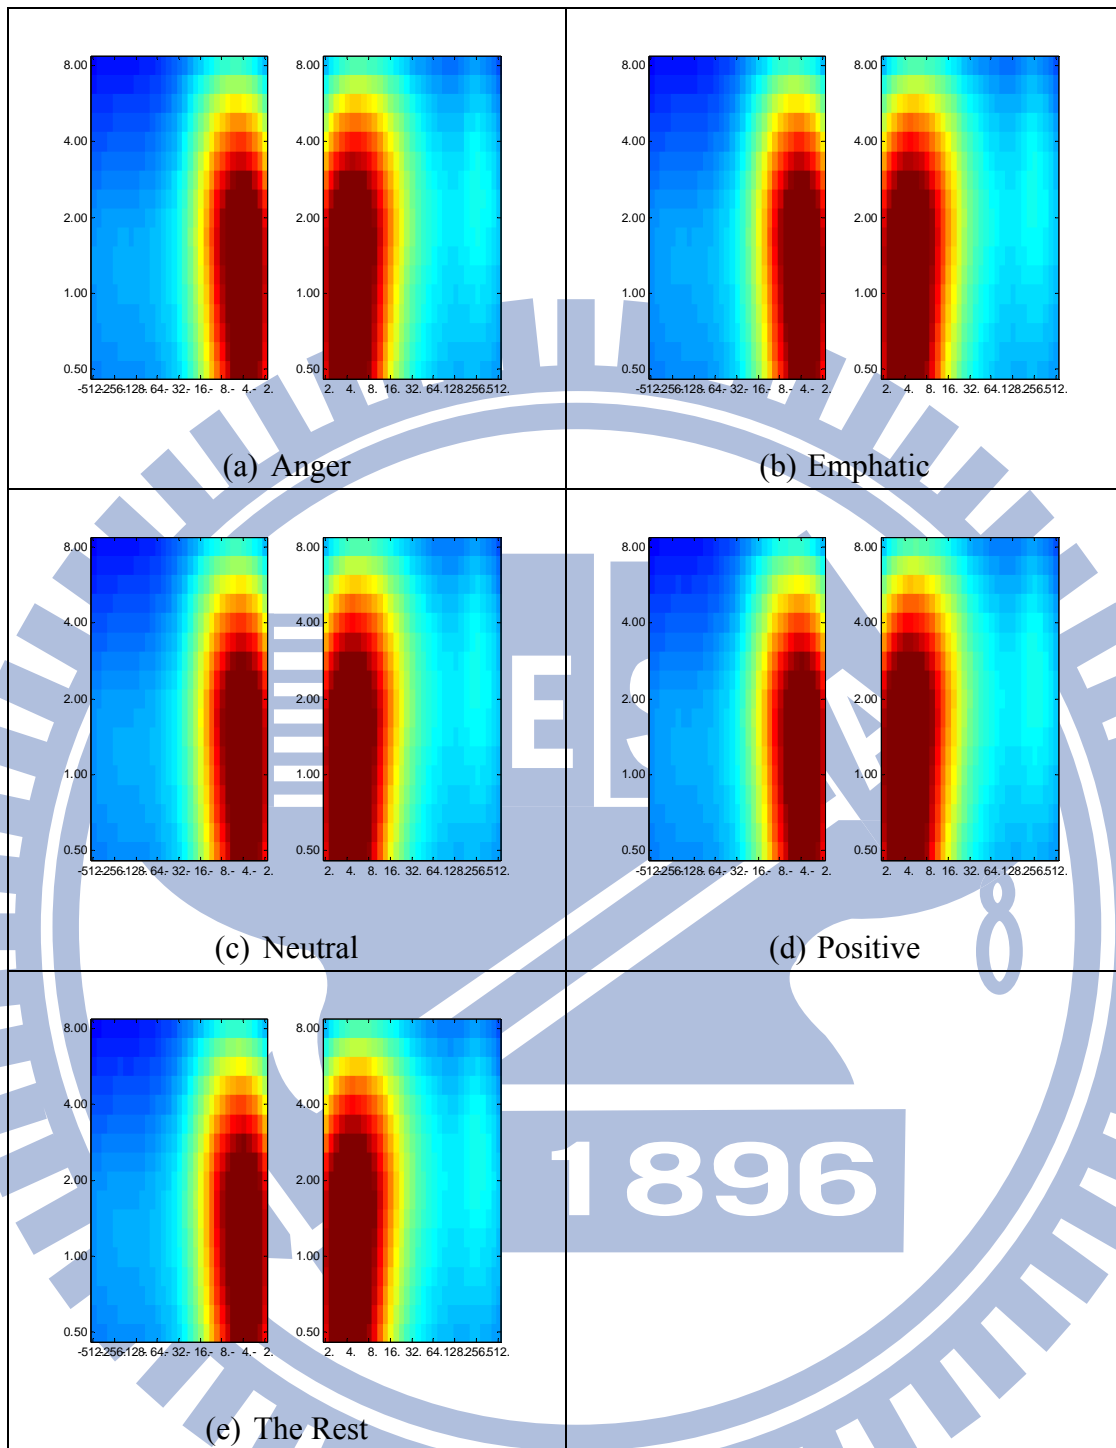 8.00 8.00 8.00 8.00
4.00 4.00 4.00 4.00
2.00 2.00 2.00 2.00
1.00 1.00 1.00 1.00
0.50 0.50 0.50 0.50
-512.-256.-128.- 64.- 32.- 16.- 8.- 4.- 2. 2. 4. 8. 16. 32. 64. 128. 256. 512. -512.-256.-128.- 64.- 32.- 16.- 8.- 4.- 2. 2. 4. 8. 16. 32. 64. 128. 256. 512.
(a) Anger (b) Emphatic
8.00 8.00 8.00 8.00
4.00 4.00 4.00 4.00
ES A
2.00 2.00 2.00 2.00
1.00 1.00 1.00 1.00
0.50 0.50 0.50 0.50
-512.-256.-128.- 64.- 32.- 16.- 8.- 4.- 2. 2. 4. 8. 16. 32. 64. 128. 256. 512. -512.-256.-128.- 64.- 32.- 16.- 8.- 4.- 2. 2. 4. 8. 16. 32. 64. 128. 256. 512.
8
(c) Neutral (d) Positive
8.00 8.00
4.00 4.00
1896
2.00 2.00
1.00 1.00
0.50 0.50
-512.-256.-128.- 64.- 32.- 16.- 8.- 4.- 2. 2. 4. 8. 16. 32. 64. 128. 256. 512.
(e) The Rest